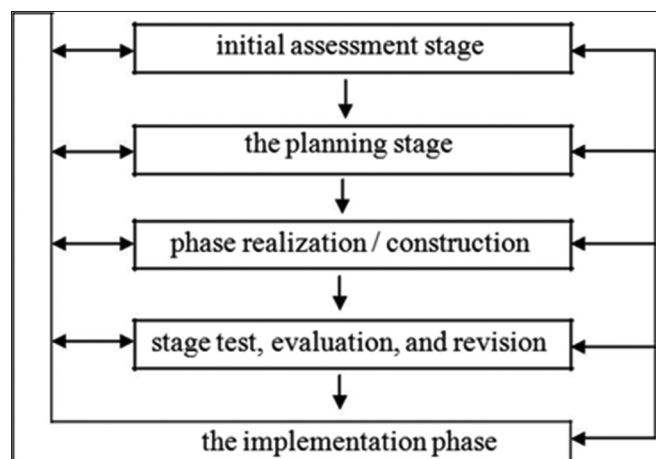 initial assessment stage
the planning stage
phase realization / construction
stage test, evaluation, and revision
the implementation phase